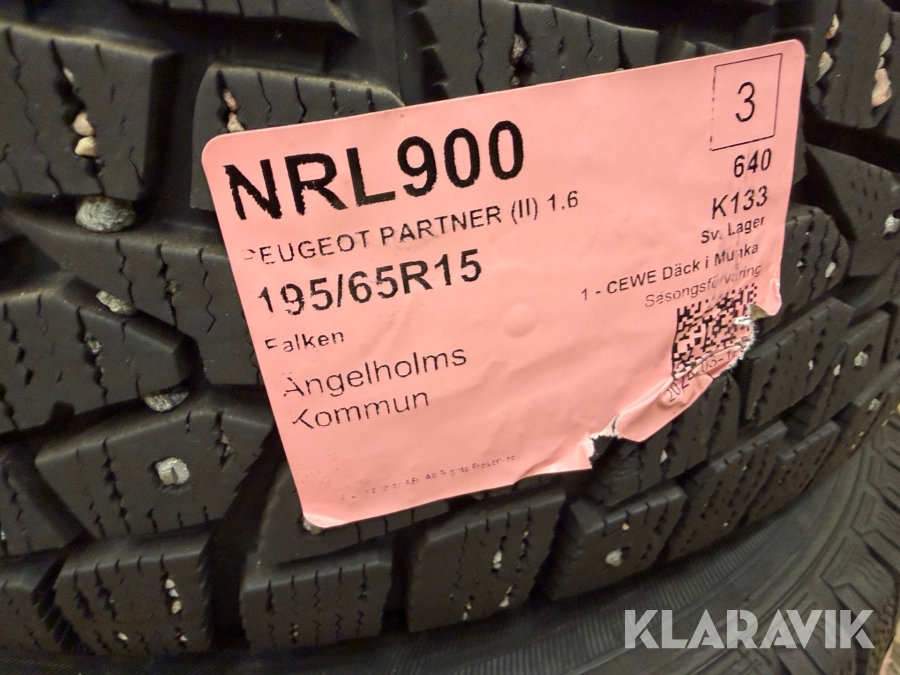 NRL900
3
PEUGEOT PARTNER (II) 1.6
640
195/65R15
K133
Sv. Lager
Falken
1 - CEWE Däck i Munka
Säsongsförvaring
Ängelholms
Kommun
KLARAVIK